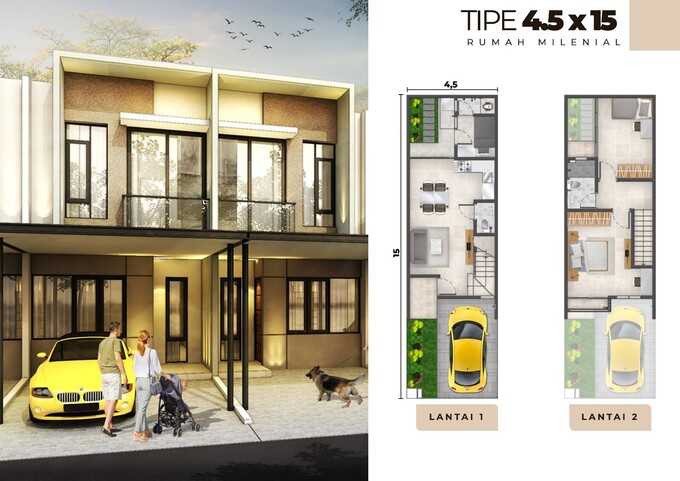 TIPE 4.5 x 15
RUMAH MILENIAL
4,5
15
LANTAI 1
LANTAI 2